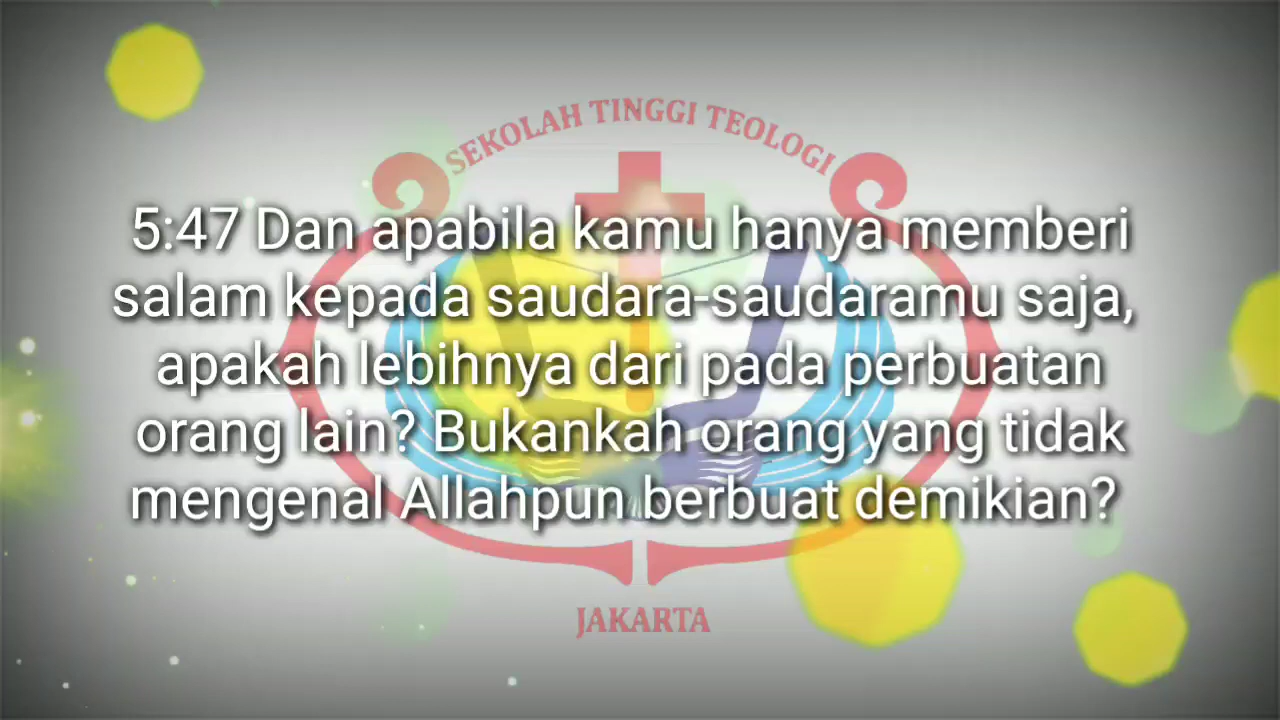 SEKOLAH TINGGI TEOLOGI
5:47 Dan apabila kamu hanya memberi
salam kepada saudara-saudaramu saja,
apakah lebihnya dari pada perbuatan
orang lain? Bukankah orang yang tidak
mengenal Allahpun berbuat demikian?
JAKARTA